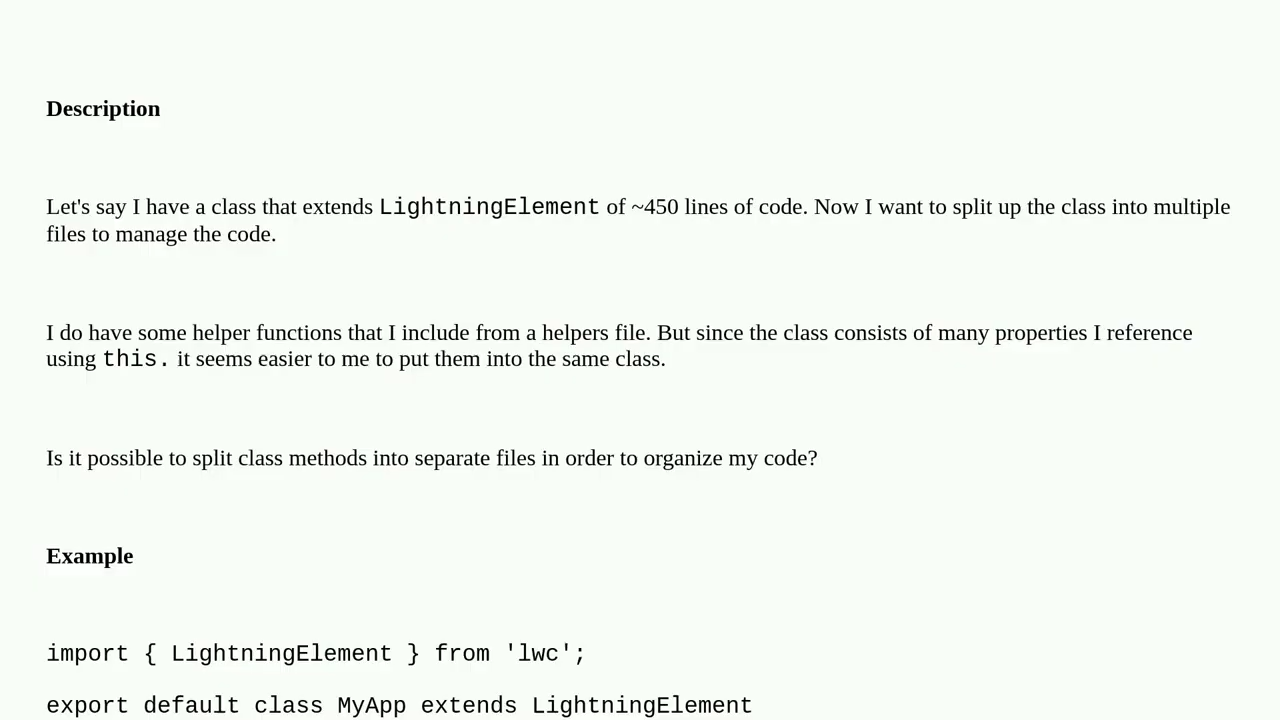 Description
Let's say I have a class that extends LightningElement of ~450 lines of code. Now I want to split up the class into multiple
files to manage the code.
I do have some helper functions that I include from a helpers file. But since the class consists of many properties I reference
using this. it seems easier to me to put them into the same class.
Is it possible to split class methods into separate files in order to organize my code?
Example
import { LightningElement } from 'lwc';
export default class MyApp extends LightningElement